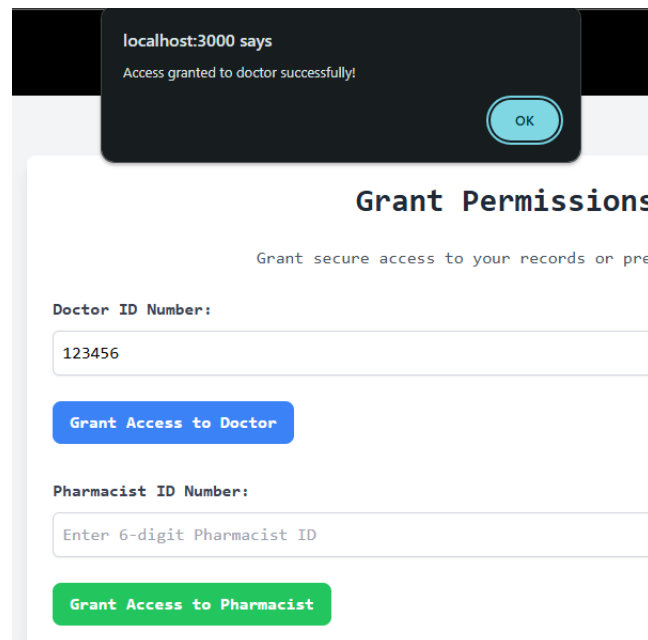 localhost:3000 says
Access granted to doctor successfully!
OK
Grant Permissions
Grant secure access to your records or
Doctor ID Number:
123456
Grant Access to Doctor
Pharmacist ID Number:
Enter 6-digit Pharmacist ID
Grant Access to Pharmacist